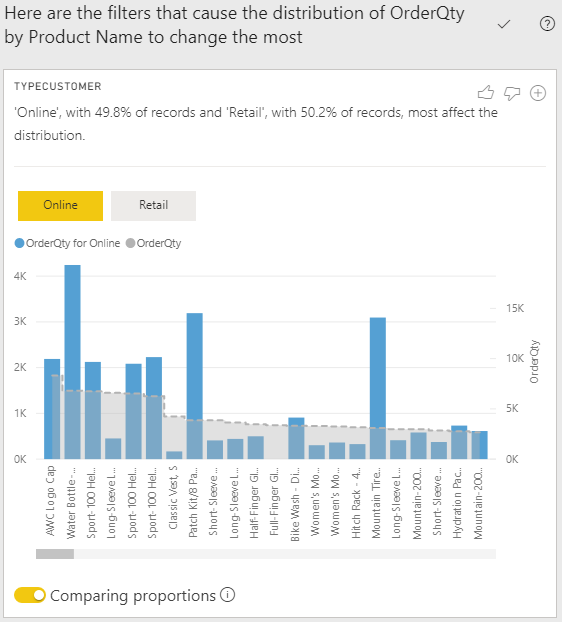 Here are the filters that cause the distribution of OrderQty
by Product Name to change the most
TYPECUSTOMER
'Online', with 49.8% of records and 'Retail', with 50.2% of records, most affect the
distribution.
Online
Retail
OrderQty for Online
OrderQty
4K
3K
2K
1K
0K
15K
10K
5K
0K
OrderQty
AWC Logo Cap
Water Bottle - ...
Sport-100 Hel...
Long-Sleeve L...
Sport-100 Hel...
Sport-100 Hel...
Classic Vest, S
Patch Kit/8 Pa...
Short-Sleeve ...
Long-Sleeve L...
Half-Finger Gl...
Full-Finger Gl...
Bike Wash - Di...
Women's Mo...
Women's Mo...
Hitch Rack - 4...
Mountain Tire...
Long-Sleeve L...
Mountain-200...
Short-Sleeve ...
Hydration Pac...
Mountain-200...
Comparing proportions